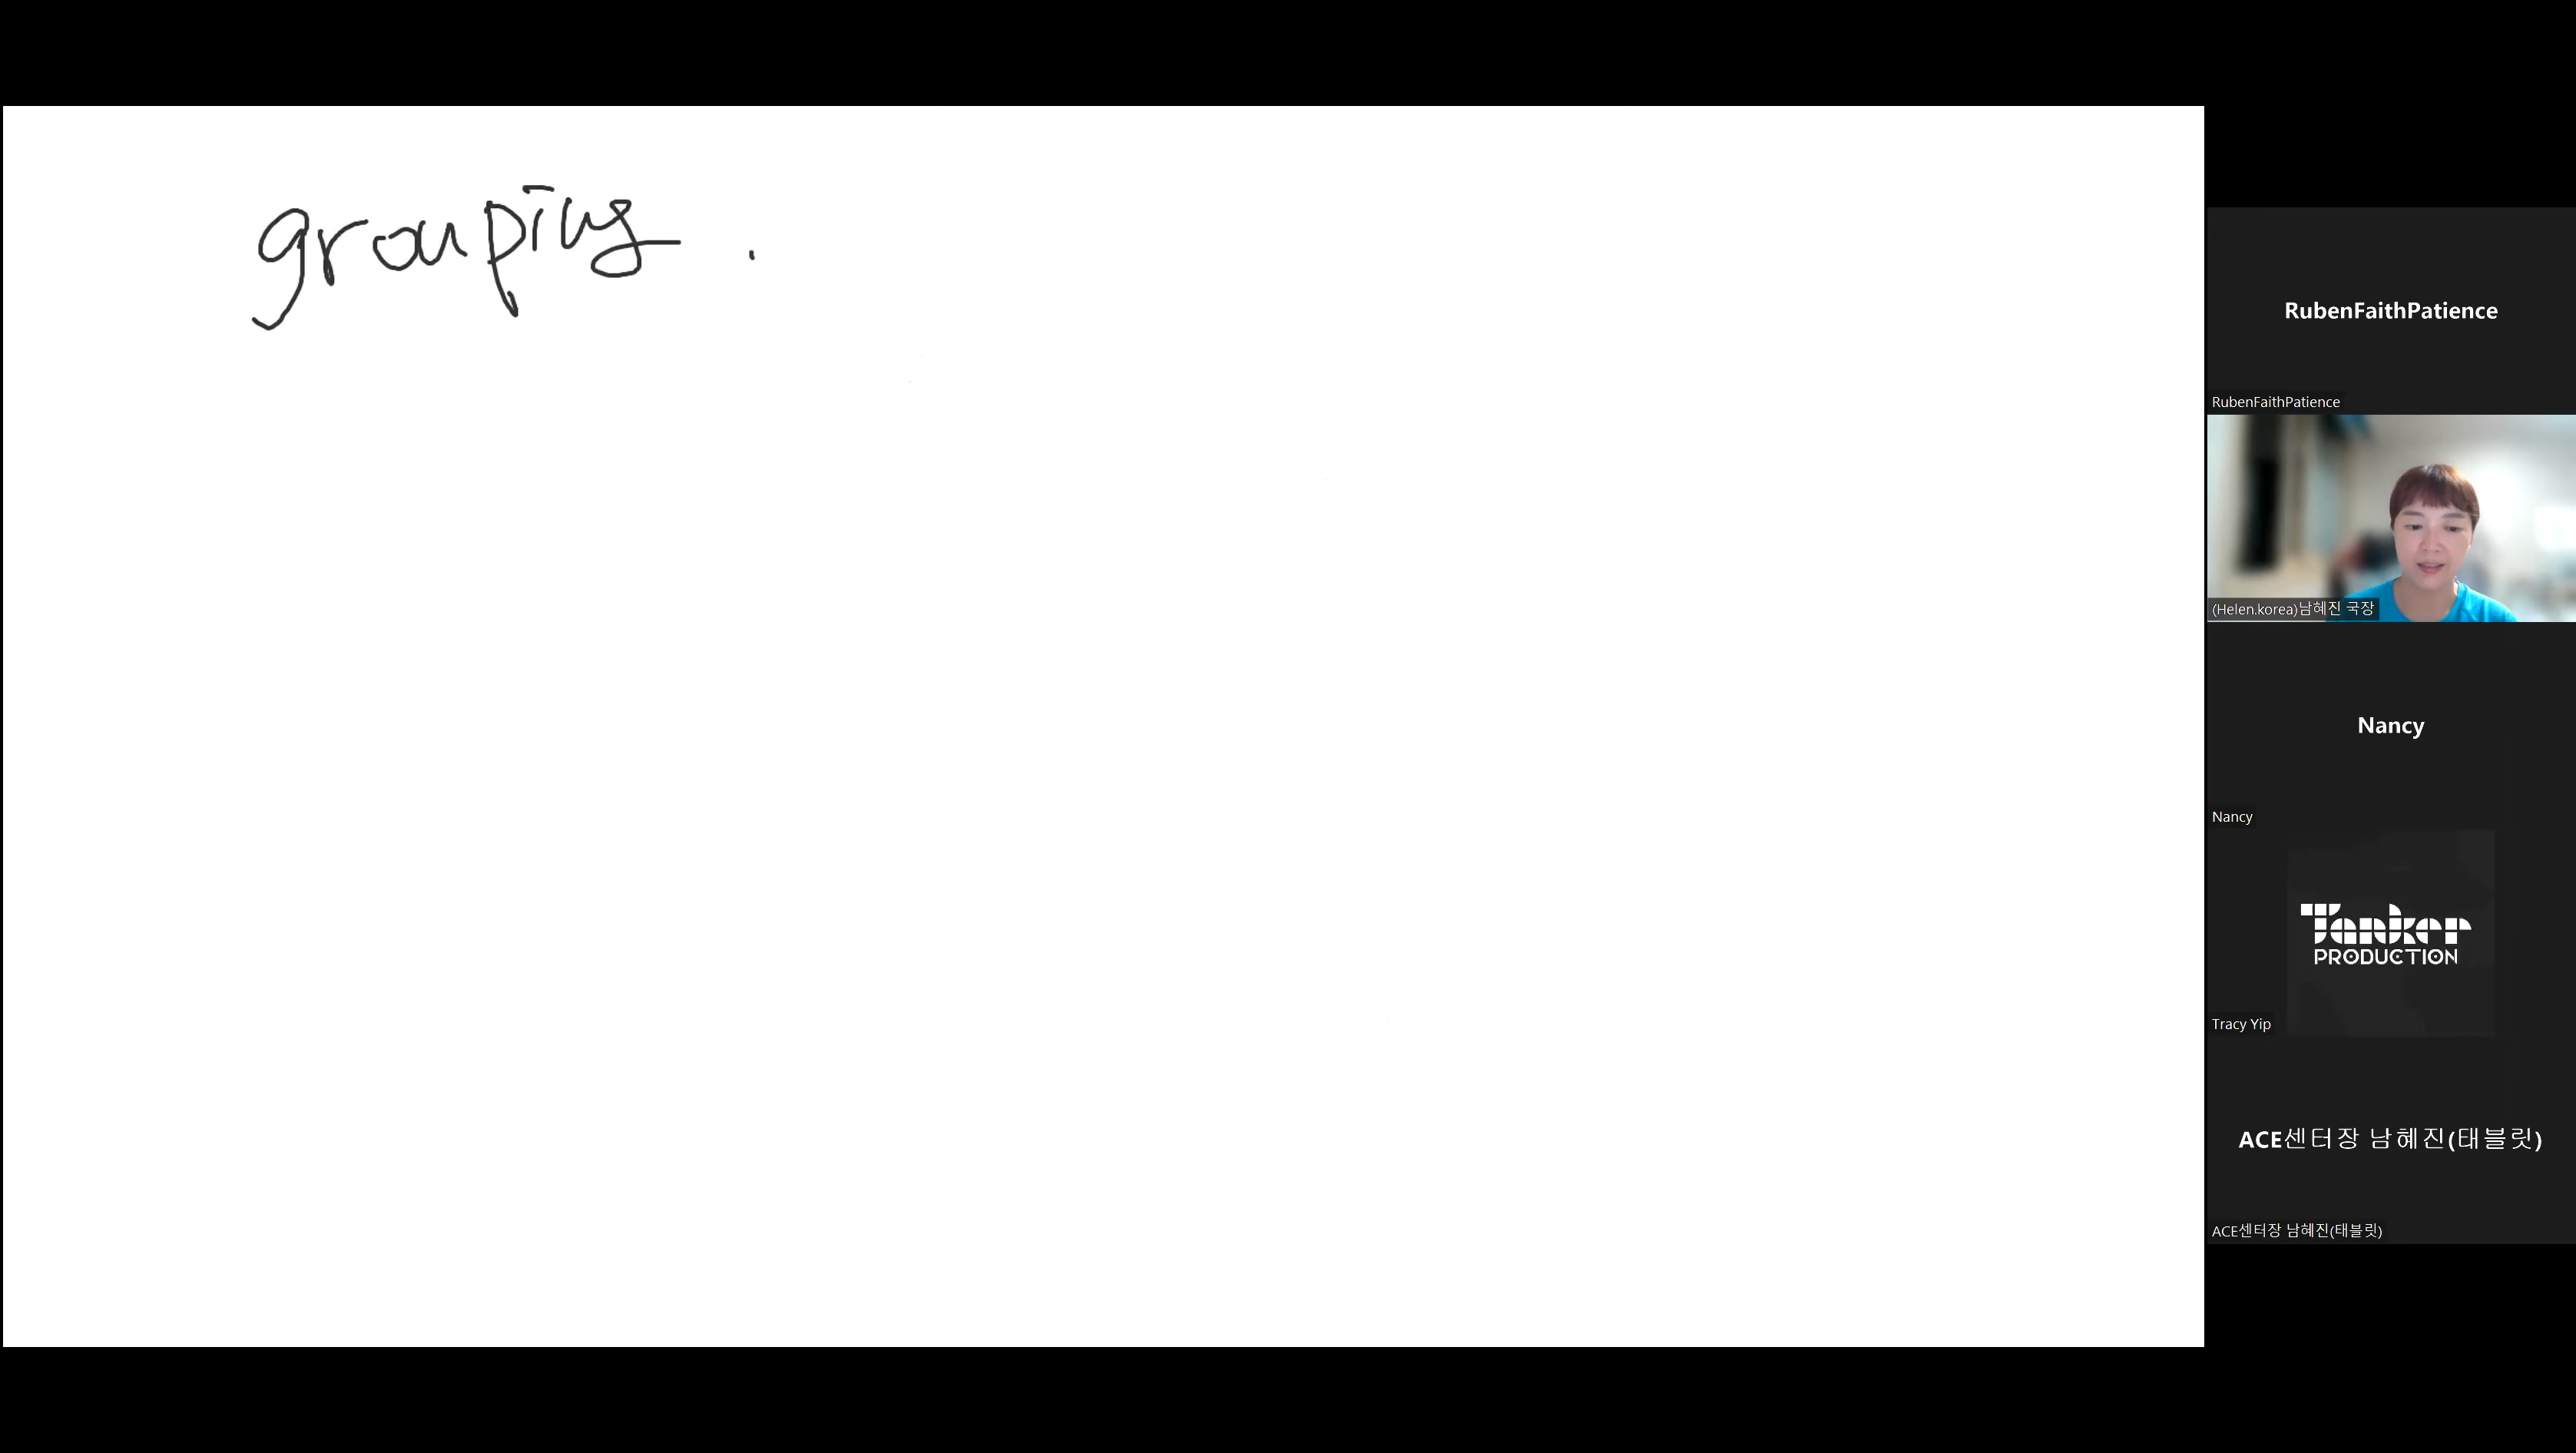 grouping .
RubenFaithPatience
RubenFaithPatience
(Helen.korea)남혜진 국장
Nancy
Nancy
Tanker
PRODUCTION
Tracy Yip
ACE센터장 남혜진(태블릿)
ACE센터장 남혜진(태블릿)